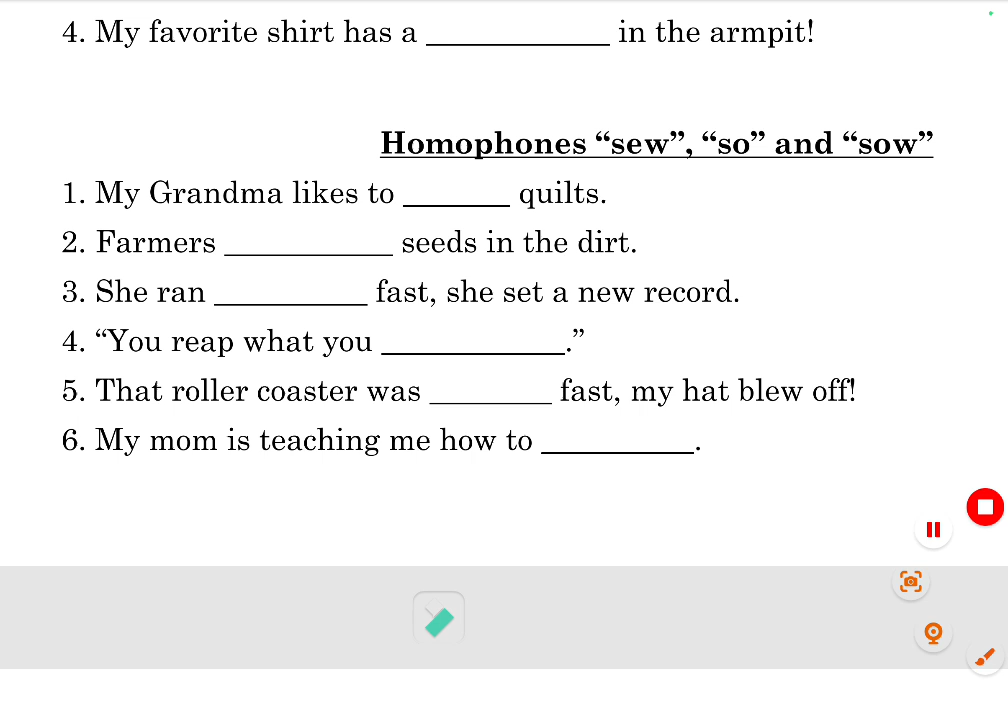 4. My favorite shirt has a ____________ in the armpit!
Homophones “sew”, “so” and “sow”
1. My Grandma likes to _______ quilts.
2. Farmers ___________ seeds in the dirt.
3. She ran __________ fast, she set a new record.
4. “You reap what you ____________.”
5. That roller coaster was ________ fast, my hat blew off!
6. My mom is teaching me how to __________.